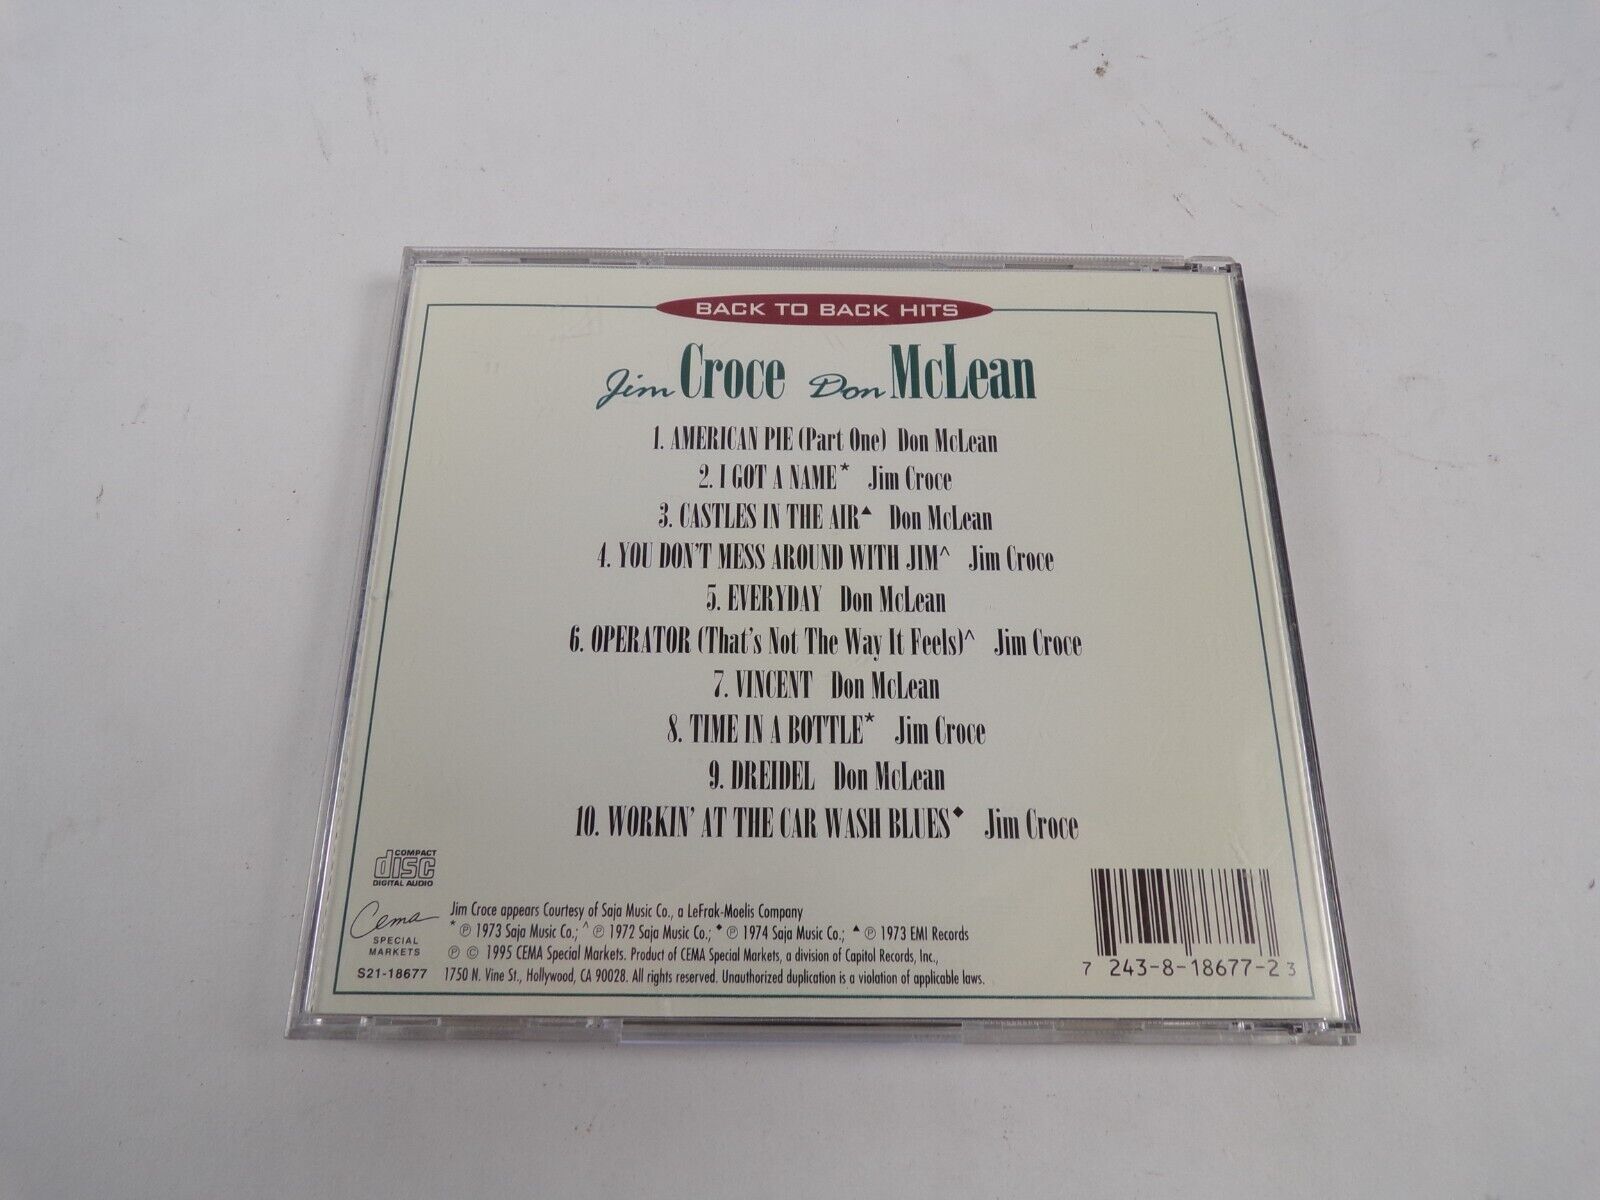 BACK TO BACK HITS
Jim Croce Don McLean
1. AMERICAN PIE (Part One) Don McLean
2. I GOT A NAME* Jim Croce
3. CASTLES IN THE AIR▲ Don McLean
4. YOU DON'T MESS AROUND WITH JIM^ Jim Croce
5. EVERYDAY Don McLean
6. OPERATOR (That's Not The Way It Feels)^ Jim Croce
7. VINCENT Don McLean
8. TIME IN A BOTTLE* Jim Croce
9. DREIDEL Don McLean
10. WORKIN' AT THE CAR WASH BLUES◆ Jim Croce
COMPACT
disc
DIGITAL AUDIO
Cema
SPECIAL
MARKETS
S21-18677
Jim Croce appears Courtesy of Saja Music Co., a LeFrak-Moelis Company
* ℗ 1973 Saja Music Co.; ^ ℗ 1972 Saja Music Co.; ◆ ℗ 1974 Saja Music Co.; ▲ ℗ 1973 EMI Records
℗ © 1995 CEMA Special Markets. Product of CEMA Special Markets, a division of Capitol Records, Inc.,
1750 N. Vine St., Hollywood, CA 90028. All rights reserved. Unauthorized duplication is a violation of applicable laws.
7 243-8-18677-2 3